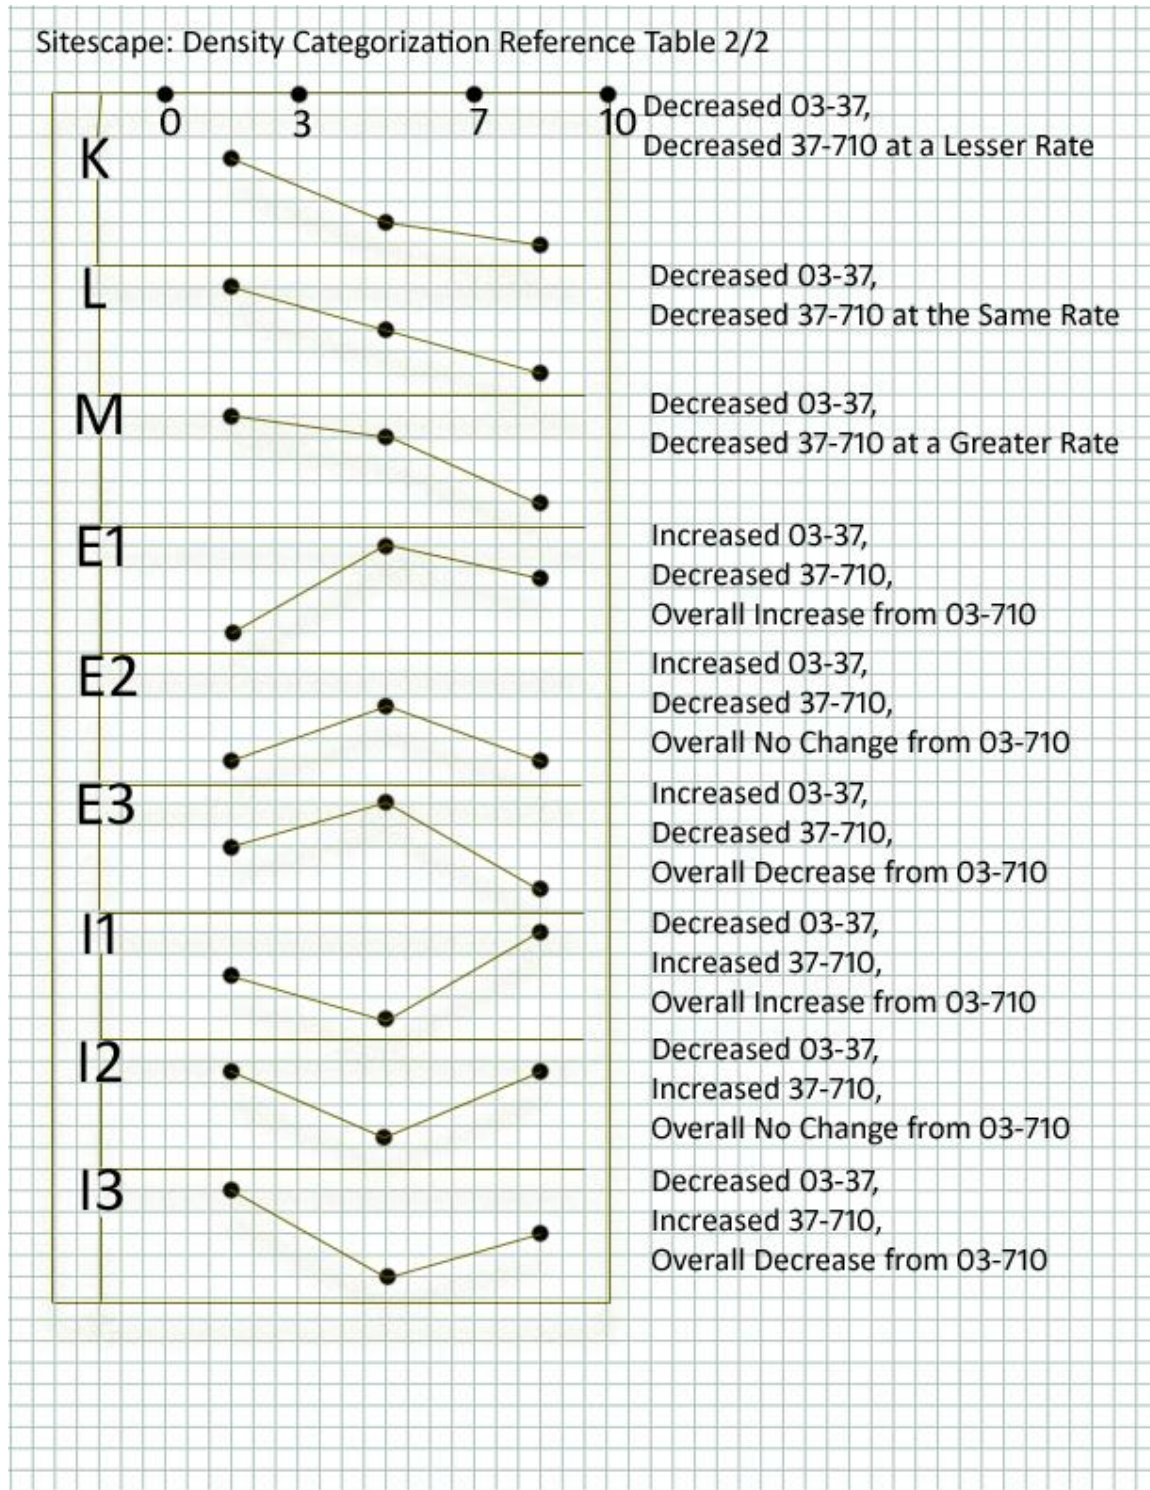 Sitescape: Density Categorization Reference Table 2/2
0 3 7 10
K
Decreased 03-37,
Decreased 37-710 at a Lesser Rate
L
Decreased 03-37,
Decreased 37-710 at the Same Rate
M
Decreased 03-37,
Decreased 37-710 at a Greater Rate
E1
Increased 03-37,
Decreased 37-710,
Overall Increase from 03-710
E2
Increased 03-37,
Decreased 37-710,
Overall No Change from 03-710
E3
Increased 03-37,
Decreased 37-710,
Overall Decrease from 03-710
I1
Decreased 03-37,
Increased 37-710,
Overall Increase from 03-710
I2
Decreased 03-37,
Increased 37-710,
Overall No Change from 03-710
I3
Decreased 03-37,
Increased 37-710,
Overall Decrease from 03-710